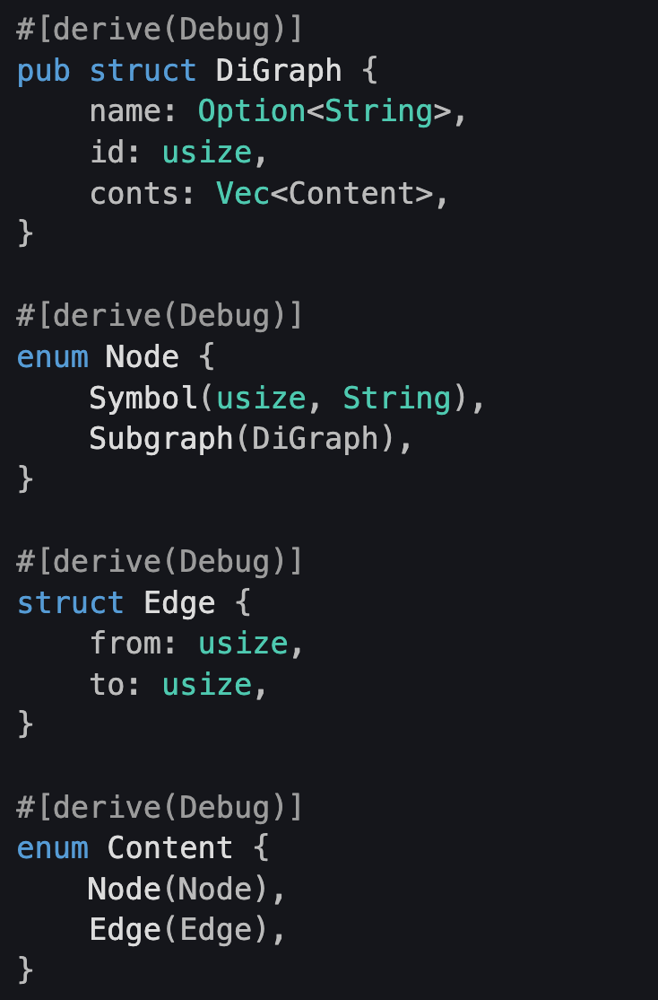 #[derive(Debug)]
pub struct DiGraph {
    name: Option<String>,
    id: usize,
    conts: Vec<Content>,
}

#[derive(Debug)]
enum Node {
    Symbol(usize, String),
    Subgraph(DiGraph),
}

#[derive(Debug)]
struct Edge {
    from: usize,
    to: usize,
}

#[derive(Debug)]
enum Content {
    Node(Node),
    Edge(Edge),
}